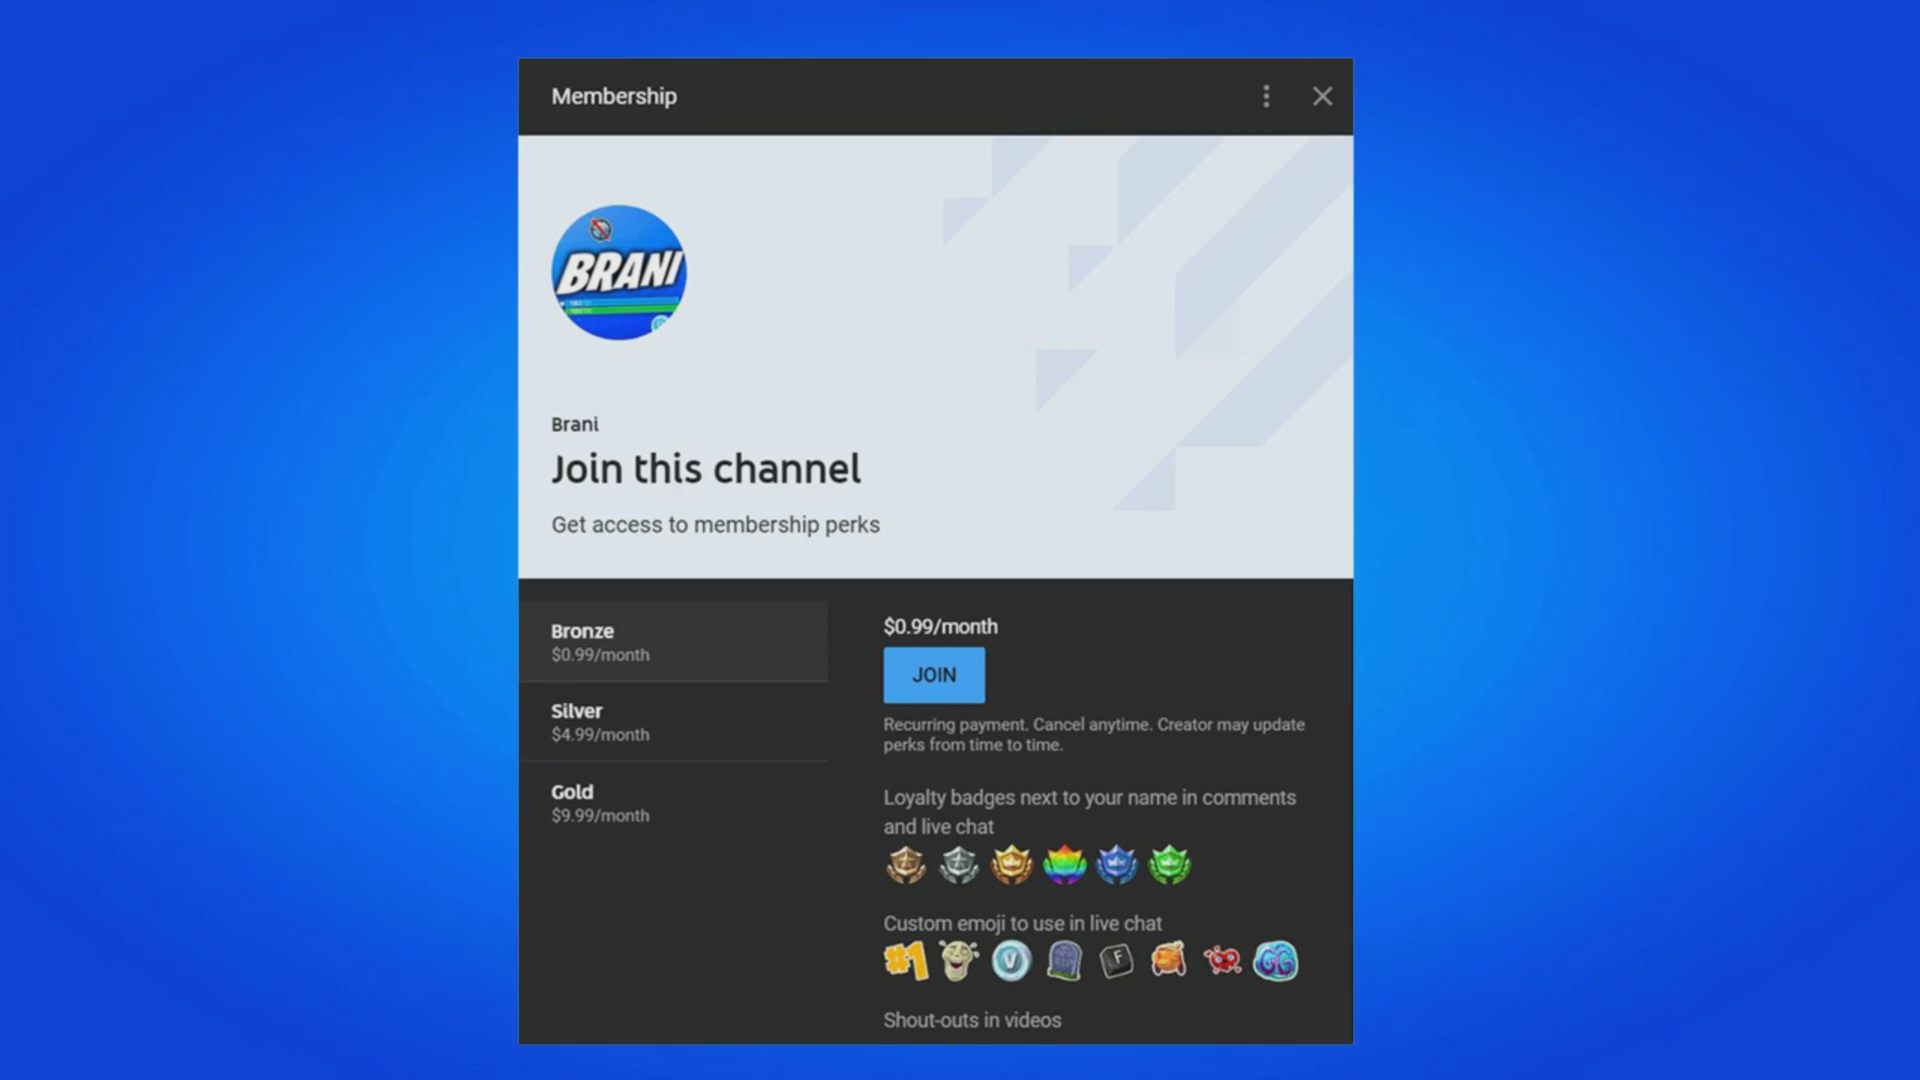 Membership
BRANI
Brani
Join this channel
Get access to membership perks
Bronze
$0.99/month
Silver
$4.99/month
Gold
$9.99/month
$0.99/month
JOIN
Recurring payment. Cancel anytime. Creator may update
perks from time to time.
Loyalty badges next to your name in comments
and live chat
Custom emoji to use in live chat
#1
V
F
GG
Shout-outs in videos